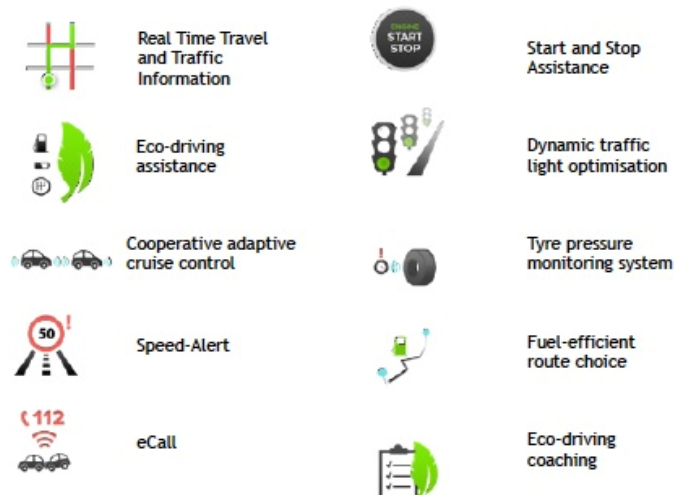 Real Time Travel
and Traffic
Information
ENGINE
START
STOP
Start and Stop
Assistance
Eco-driving
assistance
Dynamic traffic
light optimisation
Cooperative adaptive
cruise control
Tyre pressure
monitoring system
50
!
Speed-Alert
Fuel-efficient
route choice
112
eCall
Eco-driving
coaching